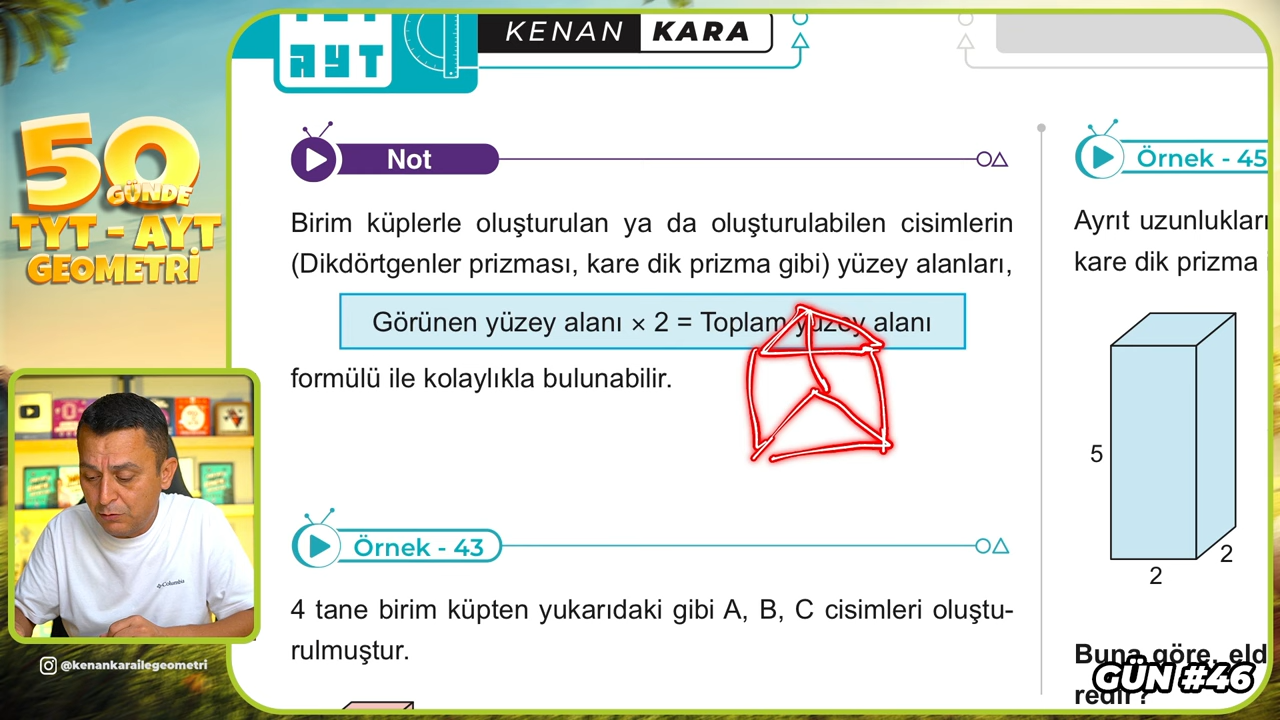 AYT
KENAN KARA
50
GÜNDE
TYT - AYT
GEOMETRİ
Not
Birim küplerle oluşturulan ya da oluşturulabilen cisimlerin
(Dikdörtgenler prizması, kare dik prizma gibi) yüzey alanları,
Görünen yüzey alanı × 2 = Toplam yüzey alanı
formülü ile kolaylıkla bulunabilir.
Örnek - 43
4 tane birim küpten yukarıdaki gibi A, B, C cisimleri oluştu-
rulmuştur.
Örnek - 45
Ayrıt uzunlukları
kare dik prizma
5
2
2
Buna göre, eld
redir?
GÜN #46
@kenankarailegeometri
Columbia